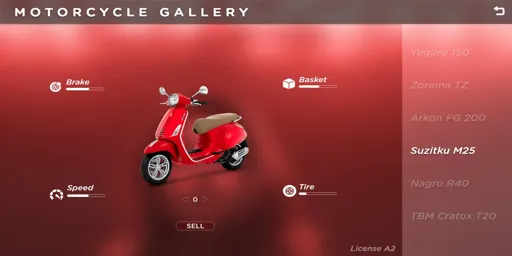 MOTORCYCLE GALLERY
Yegaro 150
Zorama TZ
Arkon FG 200
Suzitku M25
Nagro R40
TBM Cratox T20
Brake
Basket
Speed
Tire
0
SELL
License A2